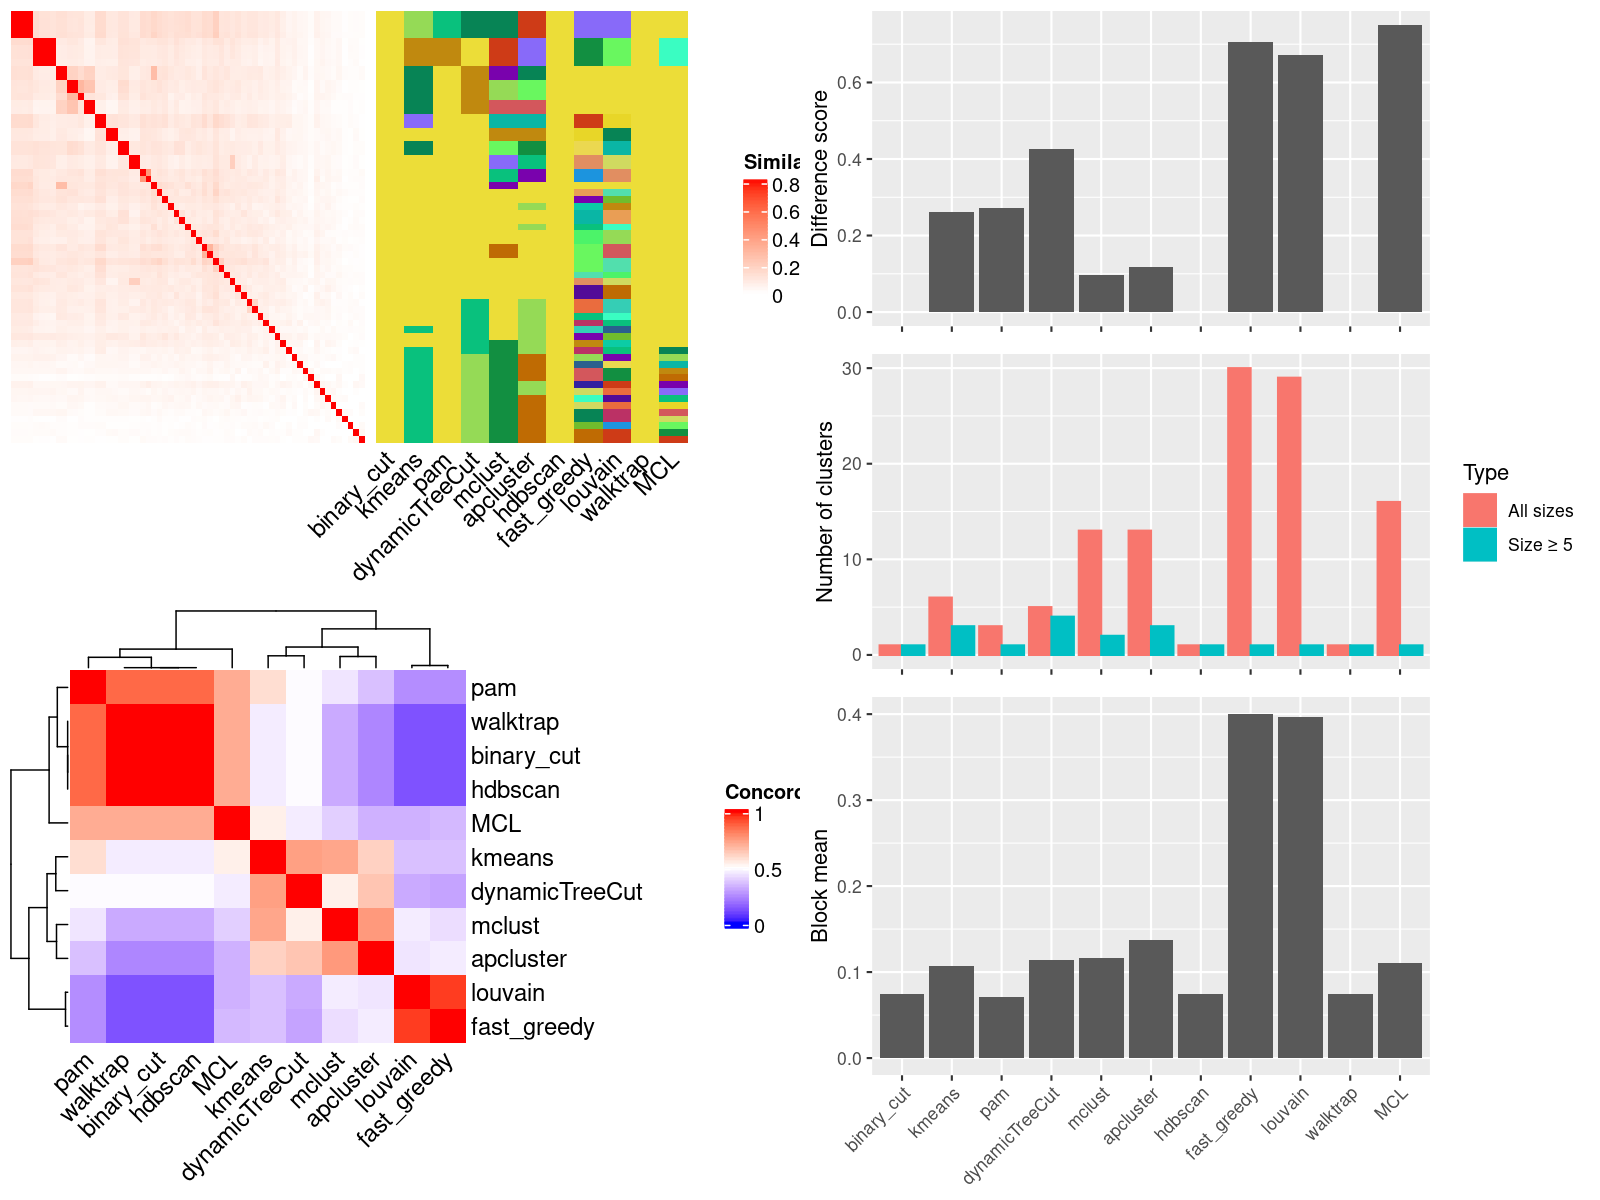 Simila
0.8
0.6
0.4
0.2
0
binary_cut
kmeans
pam
dynamicTreeCut
mclust
apcluster
hdbscan
fast_greedy
louvain
walktrap
MCL
pam
walktrap
binary_cut
hdbscan
MCL
kmeans
dynamicTreeCut
mclust
apcluster
louvain
fast_greedy
pam
walktrap
binary_cut
hdbscan
MCL
kmeans
dynamicTreeCut
mclust
apcluster
louvain
fast_greedy
Concord
1
0.5
0
Difference score
0.6
0.4
0.2
0.0
Number of clusters
30
20
10
0
Type
All sizes
Size ≥ 5
Block mean
0.4
0.3
0.2
0.1
0.0
binary_cut
kmeans
pam
dynamicTreeCut
mclust
apcluster
hdbscan
fast_greedy
louvain
walktrap
MCL